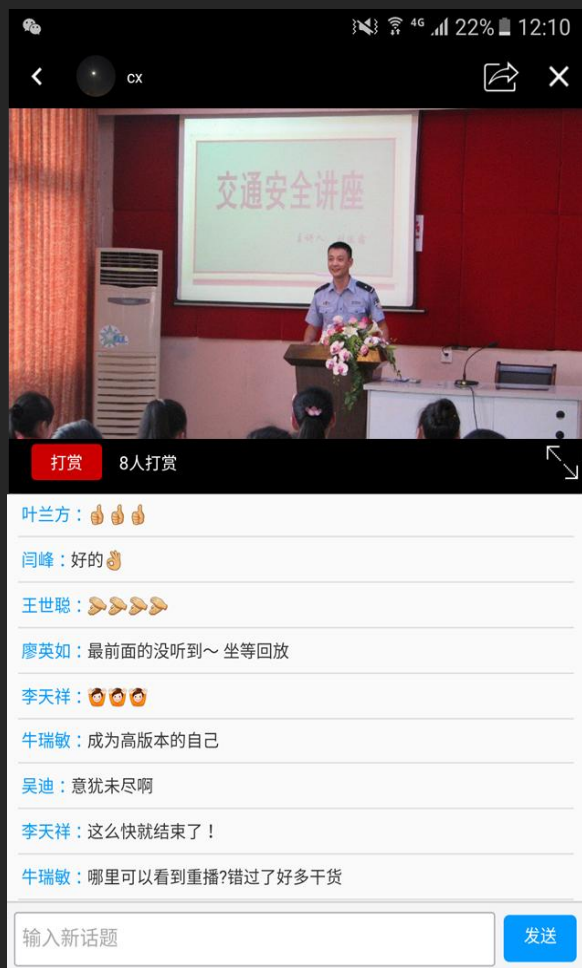 4G 22% 12:10
cx
交通安全讲座
主讲人
打赏 8人打赏
叶兰方：👍👍👍
闫峰：好的👌
王世聪：👏👏👏👏
廖英如：最前面的没听到～ 坐等回放
李天祥：🙆🙆🙆
牛瑞敏：成为高版本的自己
吴迪：意犹未尽啊
李天祥：这么快就结束了！
牛瑞敏：哪里可以看到重播?错过了好多干货
输入新话题 发送